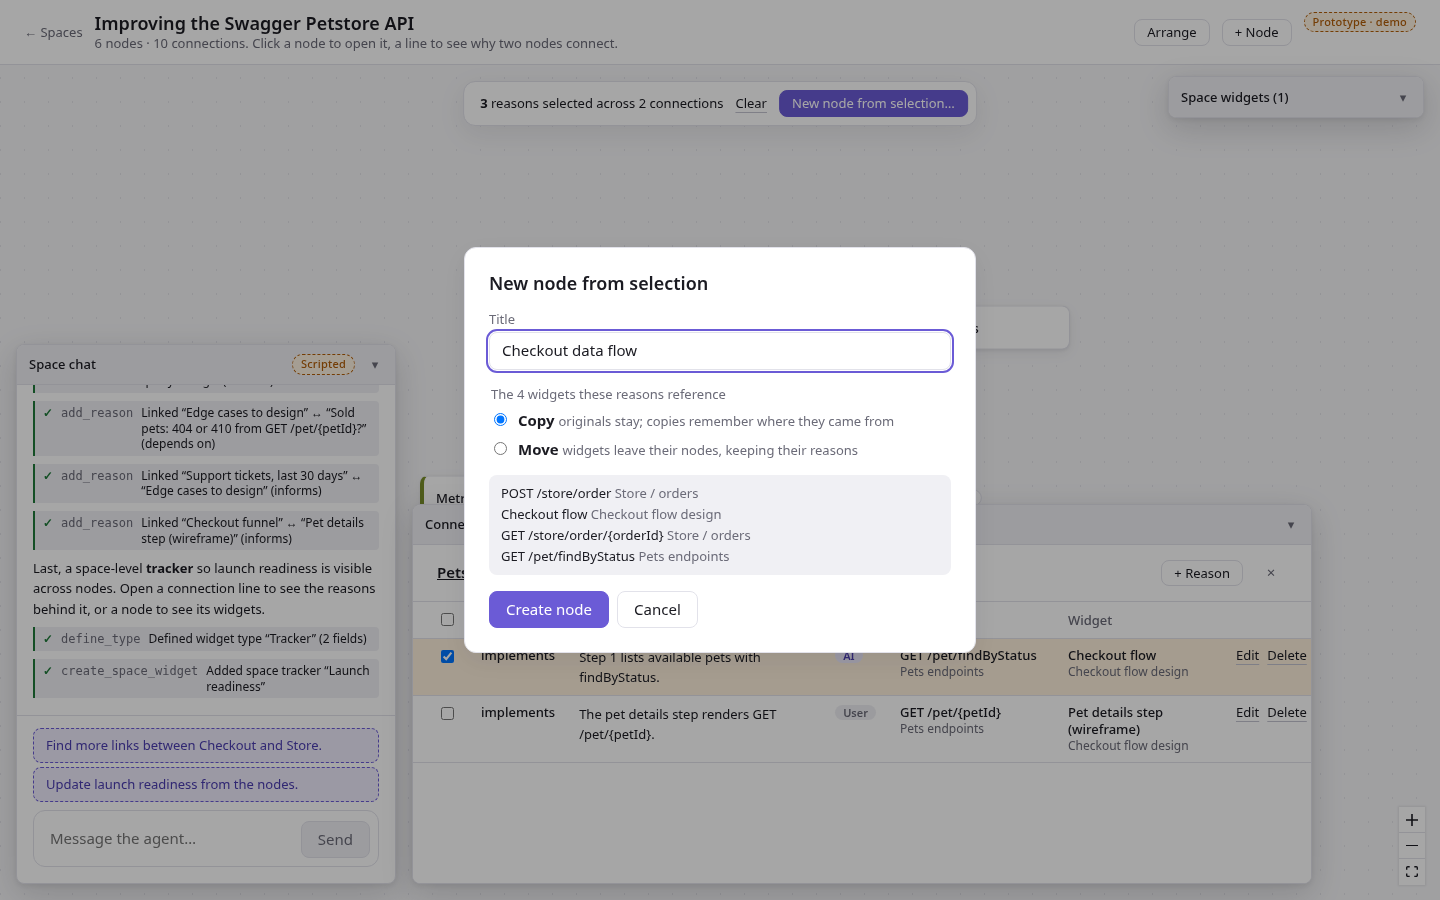 ← Spaces
Improving the Swagger Petstore API
6 nodes · 10 connections. Click a node to open it, a line to see why two nodes connect.
Arrange
+ Node
Prototype · demo
3 reasons selected across 2 connections
Clear
New node from selection...
Space widgets (1)
New node from selection
Title
Checkout data flow
The 4 widgets these reasons reference
Copy originals stay; copies remember where they came from
Move widgets leave their nodes, keeping their reasons
POST /store/order Store / orders
Checkout flow Checkout flow design
GET /store/order/{orderId} Store / orders
GET /pet/findByStatus Pets endpoints
Create node
Cancel
Space chat
Scripted
✓ add_reason Linked “Edge cases to design” ↔ “Sold
pets: 404 or 410 from GET /pet/{petId}?”
(depends on)
✓ add_reason Linked “Support tickets, last 30 days” ↔
“Edge cases to design” (informs)
✓ add_reason Linked “Checkout funnel” ↔ “Pet details
step (wireframe)” (informs)
Last, a space-level tracker so launch readiness is visible
across nodes. Open a connection line to see the reasons
behind it, or a node to see its widgets.
✓ define_type Defined widget type “Tracker” (2 fields)
✓ create_space_widget Added space tracker “Launch
readiness”
Find more links between Checkout and Store.
Update launch readiness from the nodes.
Message the agent...
Send
Metr
Conne
Pets
+ Reason
×
Widget
implements
Step 1 lists available pets with
findByStatus.
AI
GET /pet/findByStatus
Pets endpoints
Checkout flow
Checkout flow design
Edit
Delete
implements
The pet details step renders GET
/pet/{petId}.
User
GET /pet/{petId}
Pets endpoints
Pet details step
(wireframe)
Checkout flow design
Edit
Delete